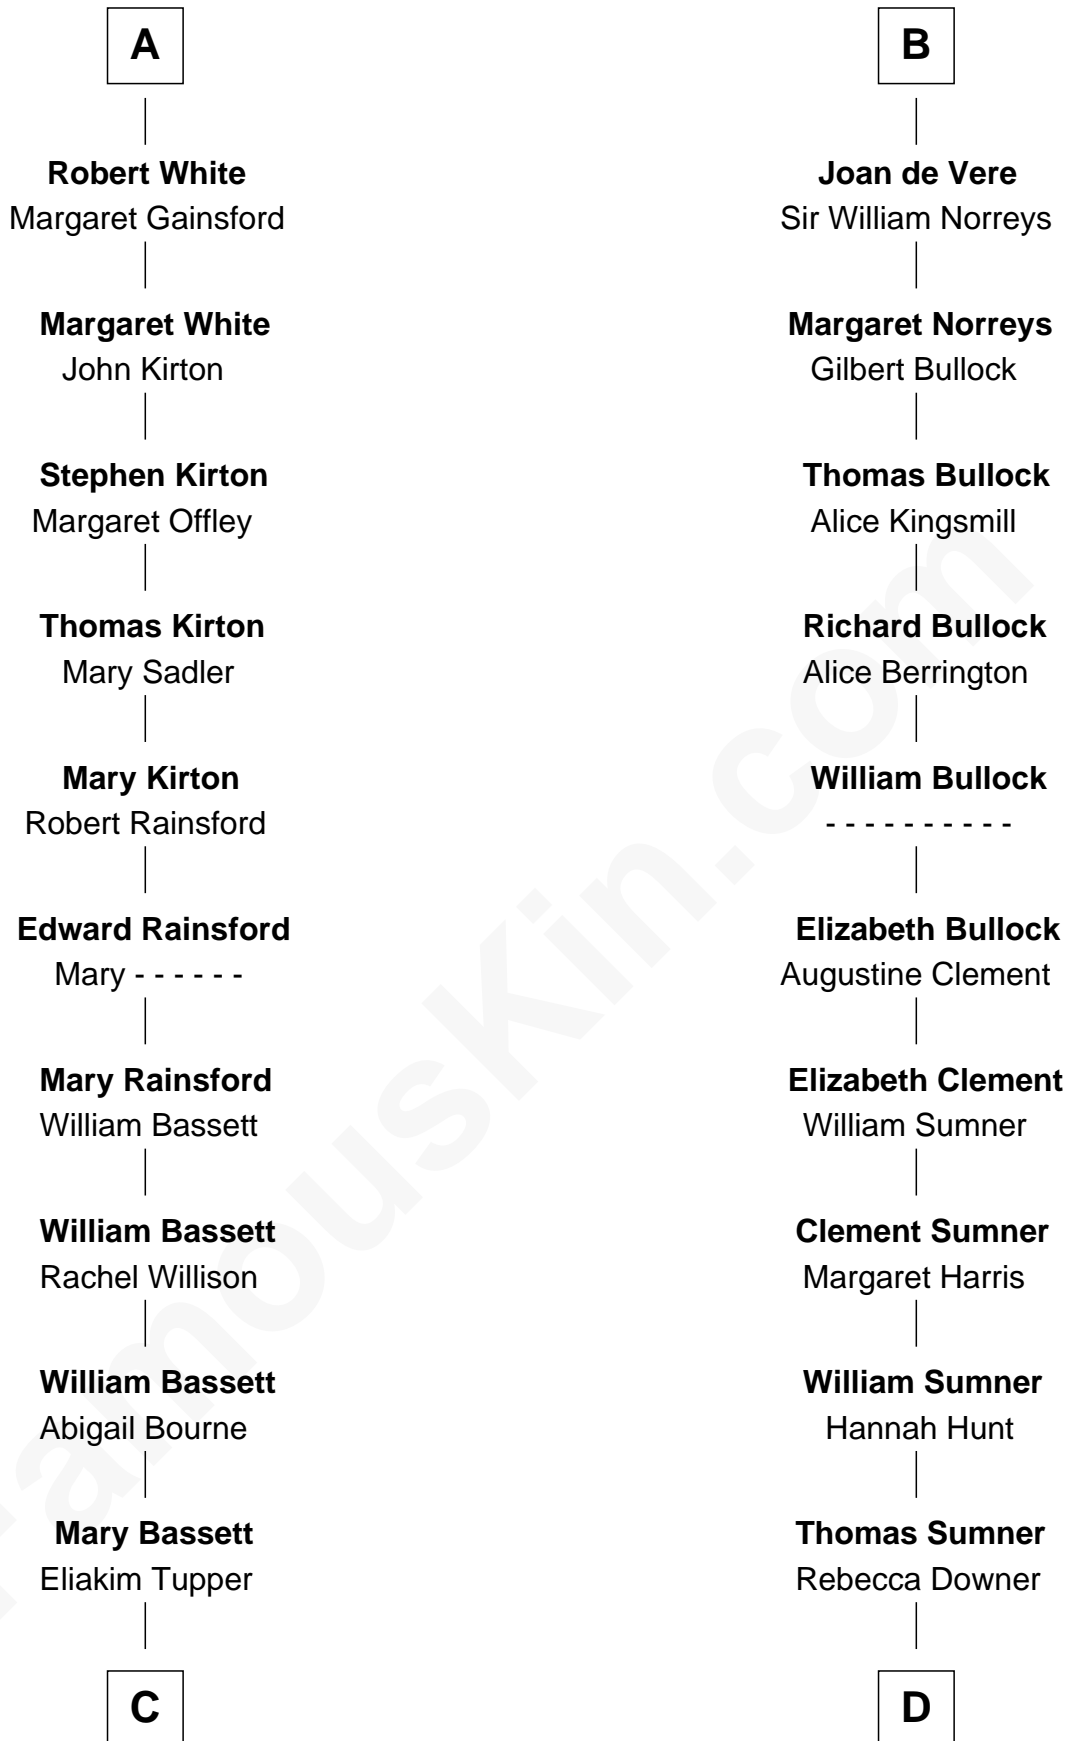 A
Robert White
Margaret Gainsford
Margaret White
John Kirton
Stephen Kirton
Margaret Offley
Thomas Kirton
Mary Sadler
Mary Kirton
Robert Rainsford
Edward Rainsford
Mary - - - - - -
Mary Rainsford
William Bassett
William Bassett
Rachel Willison
William Bassett
Abigail Bourne
Mary Bassett
Eliakim Tupper
C
B
Joan de Vere
Sir William Norreys
Margaret Norreys
Gilbert Bullock
Thomas Bullock
Alice Kingsmill
Richard Bullock
Alice Berrington
William Bullock
- - - - - - - - - -
Elizabeth Bullock
Augustine Clement
Elizabeth Clement
William Sumner
Clement Sumner
Margaret Harris
William Sumner
Hannah Hunt
Thomas Sumner
Rebecca Downer
D
FamousKin.com